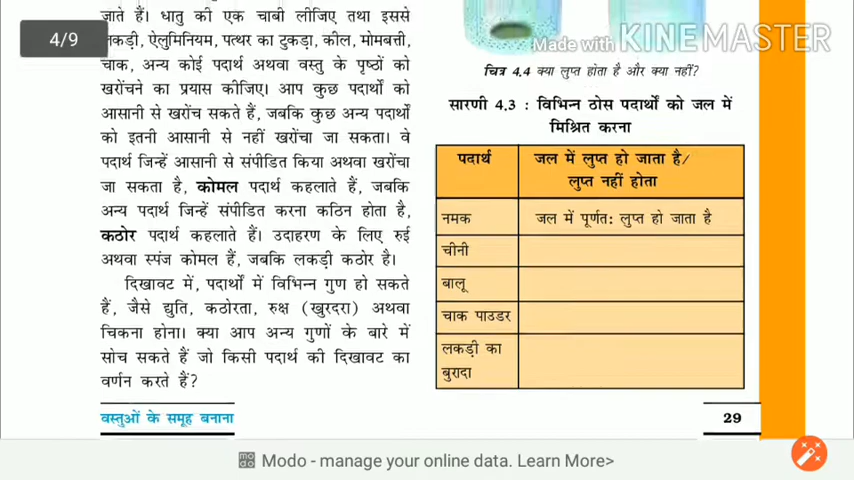 जाते हैं। धातु की एक चाबी लीजिए तथा इससे
लकड़ी, ऐलुमिनियम, पत्थर का टुकड़ा, कील, मोमबत्ती,
चाक, अन्य कोई पदार्थ अथवा वस्तु के पृष्ठों को
खरोंचने का प्रयास कीजिए। आप कुछ पदार्थों को
आसानी से खरोंच सकते हैं, जबकि कुछ अन्य पदार्थों
को इतनी आसानी से नहीं खरोंचा जा सकता। वे
पदार्थ जिन्हें आसानी से संपीडित किया अथवा खरोंचा
जा सकता है, कोमल पदार्थ कहलाते हैं, जबकि
अन्य पदार्थ जिन्हें संपीडित करना कठिन होता है,
कठोर पदार्थ कहलाते हैं। उदाहरण के लिए रुई
अथवा स्पंज कोमल हैं, जबकि लकड़ी कठोर है।
दिखावट में, पदार्थों में विभिन्न गुण हो सकते
हैं, जैसे द्युति, कठोरता, रुक्ष (खुरदरा) अथवा
चिकना होना। क्या आप अन्य गुणों के बारे में
सोच सकते हैं जो किसी पदार्थ की दिखावट का
वर्णन करते हैं?
वस्तुओं के समूह बनाना
4/9
Made with KINEMASTER
चित्र 4.4 क्या लुप्त होता है और क्या नहीं?
सारणी 4.3 : विभिन्न ठोस पदार्थों को जल में
मिश्रित करना
पदार्थ जल में लुप्त हो जाता है/
लुप्त नहीं होता
नमक जल में पूर्णत: लुप्त हो जाता है
चीनी
बालू
चाक पाउडर
लकड़ी का
बुरादा
29
modo Modo - manage your online data. Learn More>